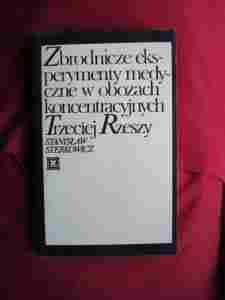 Zbrodnicze eks-
perymenty medy-
czne w obozach
koncentracyjnych
Trzeciej Rzeszy
STANISŁAW
STERKOWICZ